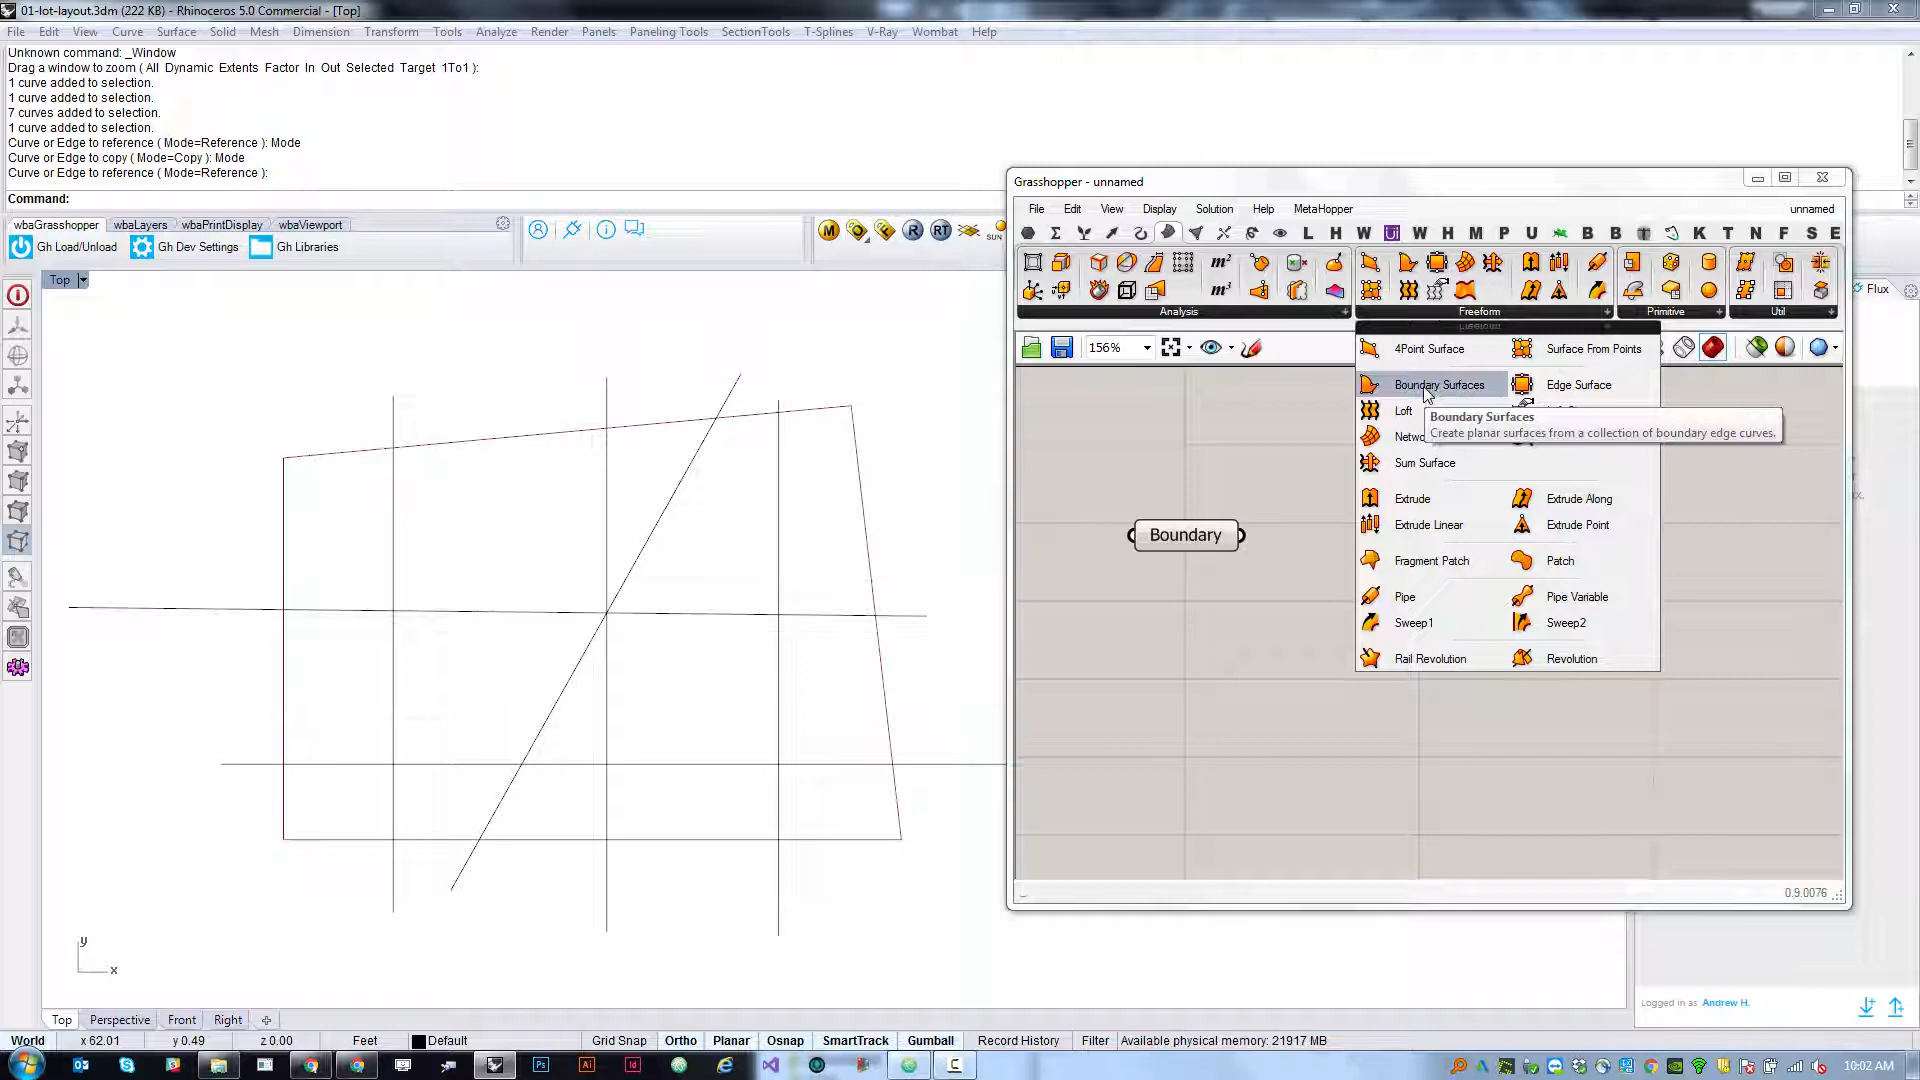 01-lot-layout.3dm (222 KB) - Rhinoceros 5.0 Commercial - [Top]
File Edit View Curve Surface Solid Mesh Dimension Transform Tools Analyze Render Panels Paneling Tools SectionTools T-Splines V-Ray Wombat Help
Unknown command: _Window
Drag a window to zoom ( All Dynamic Extents Factor In Out Selected Target 1To1 ):
1 curve added to selection.
1 curve added to selection.
7 curves added to selection.
1 curve added to selection.
Curve or Edge to reference ( Mode=Reference ): Mode
Curve or Edge to copy ( Mode=Copy ): Mode
Curve or Edge to reference ( Mode=Reference ):
Command:
wbaGrasshopper wbaLayers wbaPrintDisplay wbaViewport
Gh Load/Unload Gh Dev Settings Gh Libraries
M R RT SUN
Top
Flux
Grasshopper - unnamed
File Edit View Display Solution Help MetaHopper unnamed
L H W Ui W H M P U B B T K T N F S E
m²
m³
Analysis Freeform Primitive Util
156%
Freeform
4Point Surface Surface From Points
Boundary Surfaces Edge Surface
Loft
Boundary Surfaces
Create planar surfaces from a collection of boundary edge curves.
Sum Surface
Extrude Extrude Along
Extrude Linear Extrude Point
Fragment Patch Patch
Pipe Pipe Variable
Sweep1 Sweep2
Rail Revolution Revolution
Boundary
0.9.0076
y
x
Logged in as Andrew H.
Top Perspective Front Right
World x 62.01 y 0.49 z 0.00 Feet Default Grid Snap Ortho Planar Osnap SmartTrack Gumball Record History Filter Available physical memory: 21917 MB
Ps Ai Id C
10:02 AM